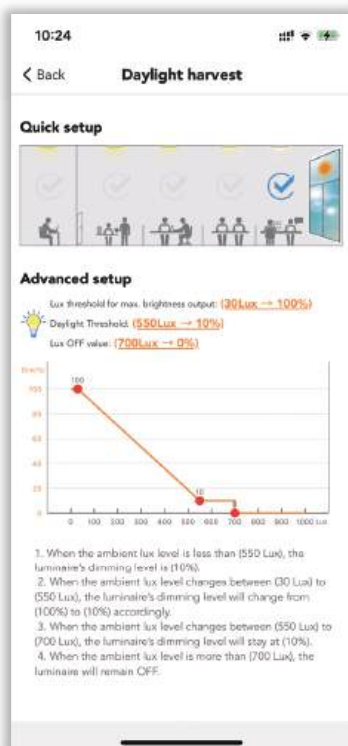 10:24
Back
Daylight harvest
Quick setup
Advanced setup
Lux threshold for max. brightness output: (30Lux → 100%)
Daylight Threshold: (550Lux → 10%)
Lux OFF value: (700Lux → 0%)
100
100
80
60
40
20
0
10
0 100 200 300 400 500 600 700 800 900 1000 Lux
1. When the ambient lux level is less than (550 Lux), the
luminaire's dimming level is (10%).
2. When the ambient lux level changes between (30 Lux) to
(550 Lux), the luminaire's dimming level will change from
(100%) to (10%) accordingly.
3. When the ambient lux level changes between (550 Lux) to
(700 Lux), the luminaire's dimming level will stay at (10%).
4. When the ambient lux level is more than (700 Lux), the
luminaire will remain OFF.